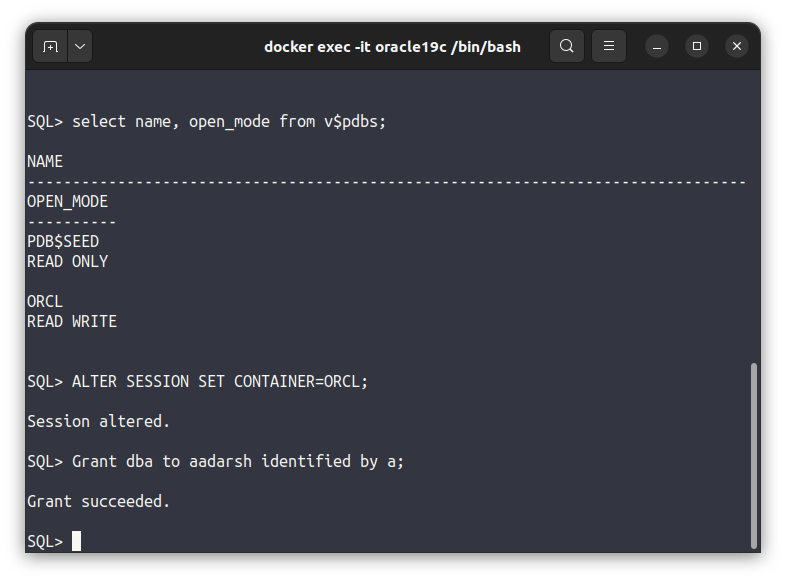 docker exec -it oracle19c /bin/bash
SQL> select name, open_mode from v$pdbs;
NAME
--------------------------------------------------------------------------------
OPEN_MODE
----------
PDB$SEED
READ ONLY
ORCL
READ WRITE
SQL> ALTER SESSION SET CONTAINER=ORCL;
Session altered.
SQL> Grant dba to aadarsh identified by a;
Grant succeeded.
SQL>